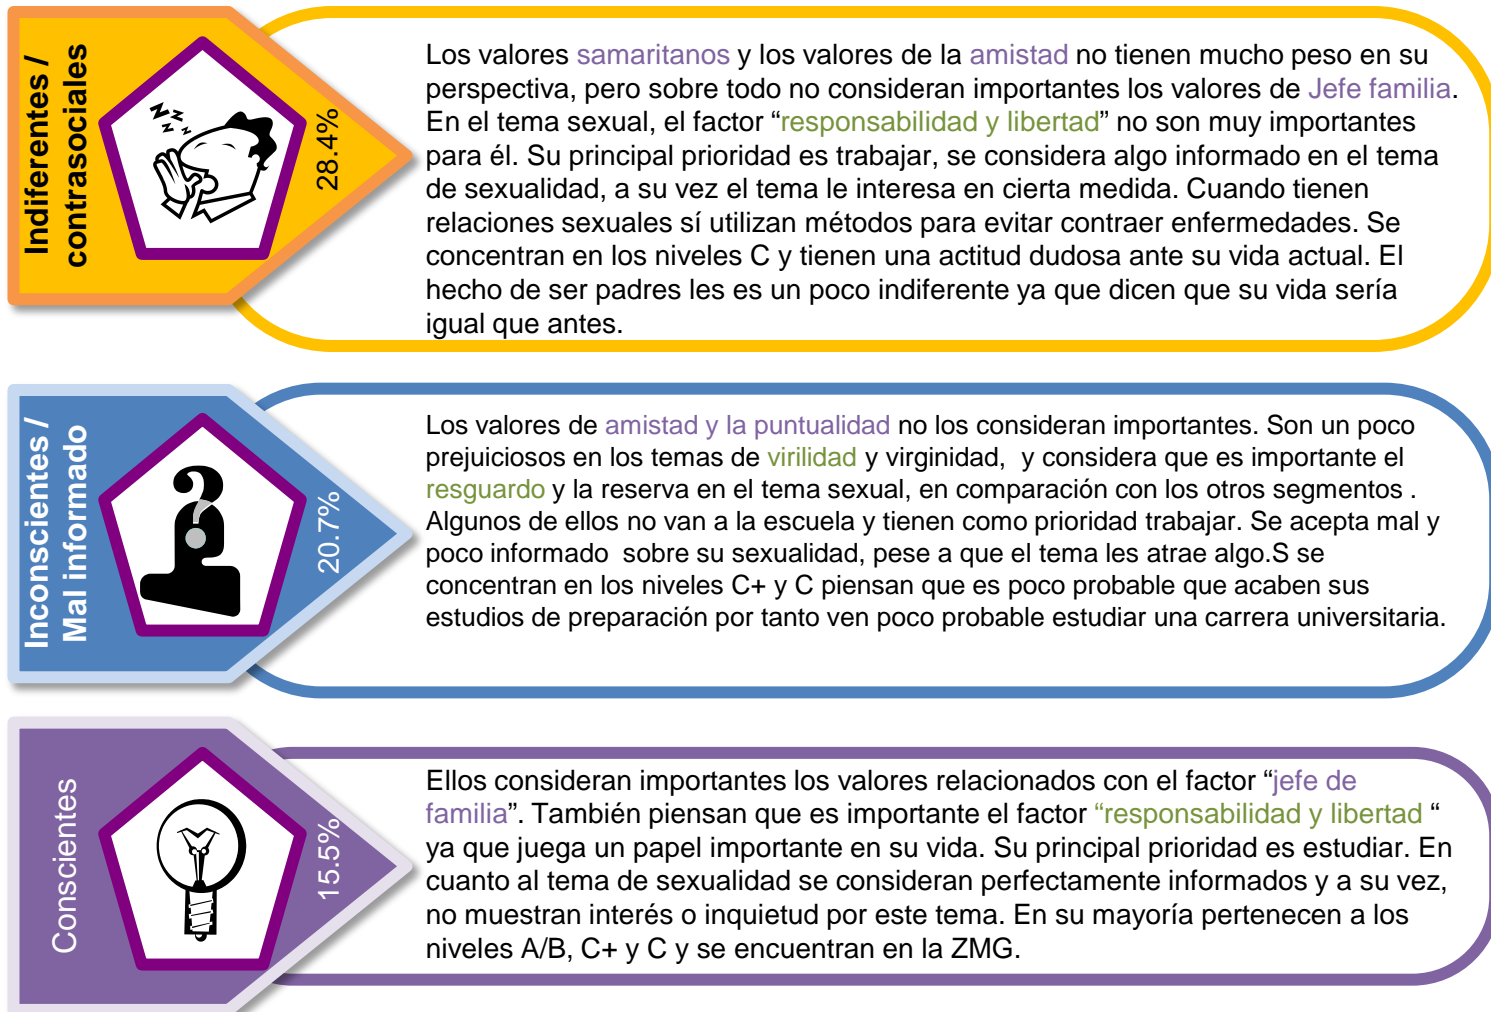 Indiferentes /
contrasociales
28.4%
Los valores samaritanos y los valores de la amistad no tienen mucho peso en su
perspectiva, pero sobre todo no consideran importantes los valores de Jefe familia.
En el tema sexual, el factor “responsabilidad y libertad” no son muy importantes
para él. Su principal prioridad es trabajar, se considera algo informado en el tema
de sexualidad, a su vez el tema le interesa en cierta medida. Cuando tienen
relaciones sexuales sí utilizan métodos para evitar contraer enfermedades. Se
concentran en los niveles C y tienen una actitud dudosa ante su vida actual. El
hecho de ser padres les es un poco indiferente ya que dicen que su vida sería
igual que antes.
Inconscientes /
Mal informado
20.7%
Los valores de amistad y la puntualidad no los consideran importantes. Son un poco
prejuiciosos en los temas de virilidad y virginidad,  y considera que es importante el
resguardo y la reserva en el tema sexual, en comparación con los otros segmentos .
Algunos de ellos no van a la escuela y tienen como prioridad trabajar. Se acepta mal y
poco informado  sobre su sexualidad, pese a que el tema les atrae algo.S se
concentran en los niveles C+ y C piensan que es poco probable que acaben sus
estudios de preparación por tanto ven poco probable estudiar una carrera universitaria.
Conscientes
15.5%
Ellos consideran importantes los valores relacionados con el factor “jefe de
familia”. También piensan que es importante el factor “responsabilidad y libertad “
ya que juega un papel importante en su vida. Su principal prioridad es estudiar. En
cuanto al tema de sexualidad se consideran perfectamente informados y a su vez,
no muestran interés o inquietud por este tema. En su mayoría pertenecen a los
niveles A/B, C+ y C y se encuentran en la ZMG.